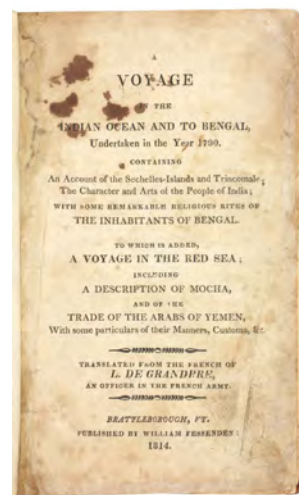 A
VOYAGE
IN THE
INDIAN OCEAN AND TO BENGAL,
Undertaken in the Year 1790.
CONTAINING
An Account of the Sechelles-Islands and Trincomale;
The Character and Arts of the People of India;
WITH SOME REMARKABLE RELIGIOUS RITES OF
THE INHABITANTS OF BENGAL.
TO WHICH IS ADDED,
A VOYAGE IN THE RED SEA;
INCLUDING
A DESCRIPTION OF MOCHA,
AND OF THE
TRADE OF THE ARABS OF YEMEN,
With some particulars of their Manners, Customs, &c.
TRANSLATED FROM THE FRENCH OF
L. DE GRANDPRE,
AN OFFICER IN THE FRENCH ARMY.
BRATTLEBOROUGH, VT.
PUBLISHED BY WILLIAM FESSENDEN:
1814.